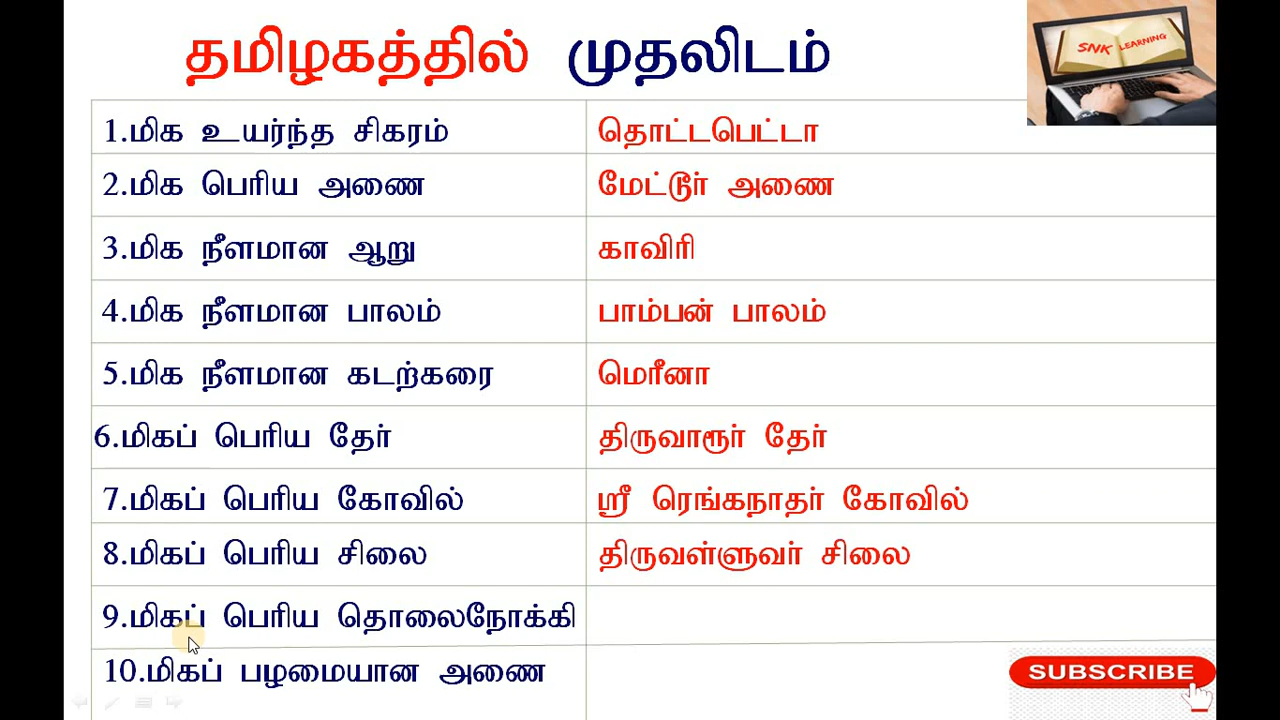 தமிழகத்தில் முதலிடம்
SNK LEARNING
1.மிக உயர்ந்த சிகரம் தொட்டபெட்டா
2.மிக பெரிய அணை மேட்டூர் அணை
3.மிக நீளமான ஆறு காவிரி
4.மிக நீளமான பாலம் பாம்பன் பாலம்
5.மிக நீளமான கடற்கரை மெரீனா
6.மிகப் பெரிய தேர் திருவாரூர் தேர்
7.மிகப் பெரிய கோவில் ஸ்ரீ ரெங்கநாதர் கோவில்
8.மிகப் பெரிய சிலை திருவள்ளுவர் சிலை
9.மிகப் பெரிய தொலைநோக்கி
10.மிகப் பழமையான அணை
SUBSCRIBE